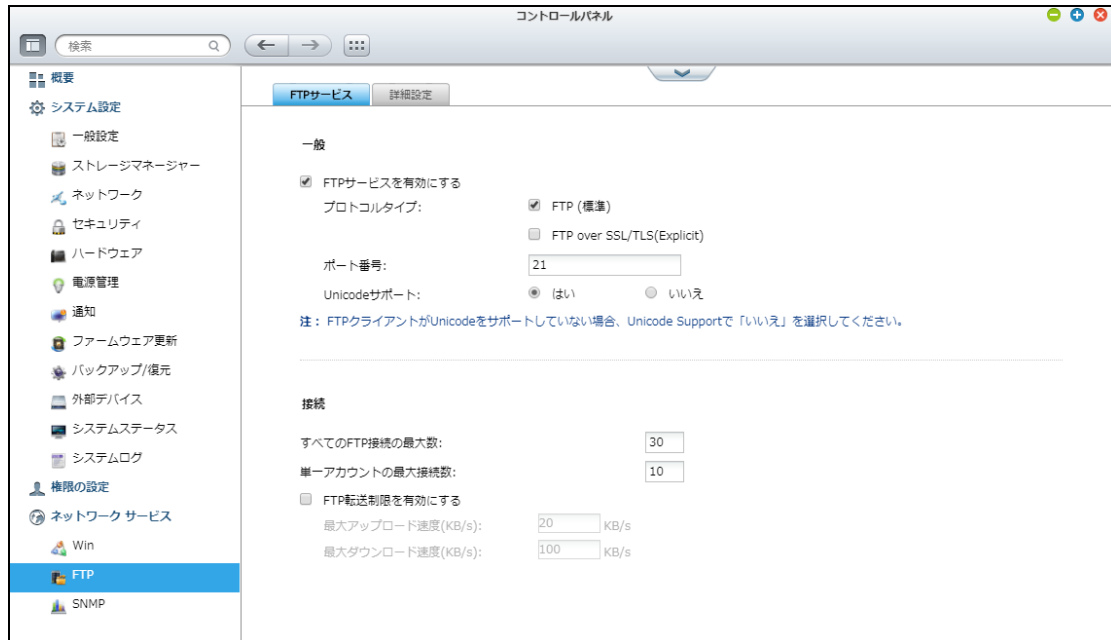 コントロールパネル
検索
概要
システム設定
一般設定
ストレージマネージャー
ネットワーク
セキュリティ
ハードウェア
電源管理
通知
ファームウェア更新
バックアップ/復元
外部デバイス
システムステータス
システムログ
権限の設定
ネットワーク サービス
Win
FTP
SNMP
FTPサービス 詳細設定
一般
FTPサービスを有効にする
プロトコルタイプ: FTP (標準)
FTP over SSL/TLS(Explicit)
ポート番号: 21
Unicodeサポート: はい いいえ
注： FTPクライアントがUnicodeをサポートしていない場合、Unicode Supportで「いいえ」を選択してください。
接続
すべてのFTP接続の最大数: 30
単一アカウントの最大接続数: 10
FTP転送制限を有効にする
最大アップロード速度(KB/s): 20 KB/s
最大ダウンロード速度(KB/s): 100 KB/s